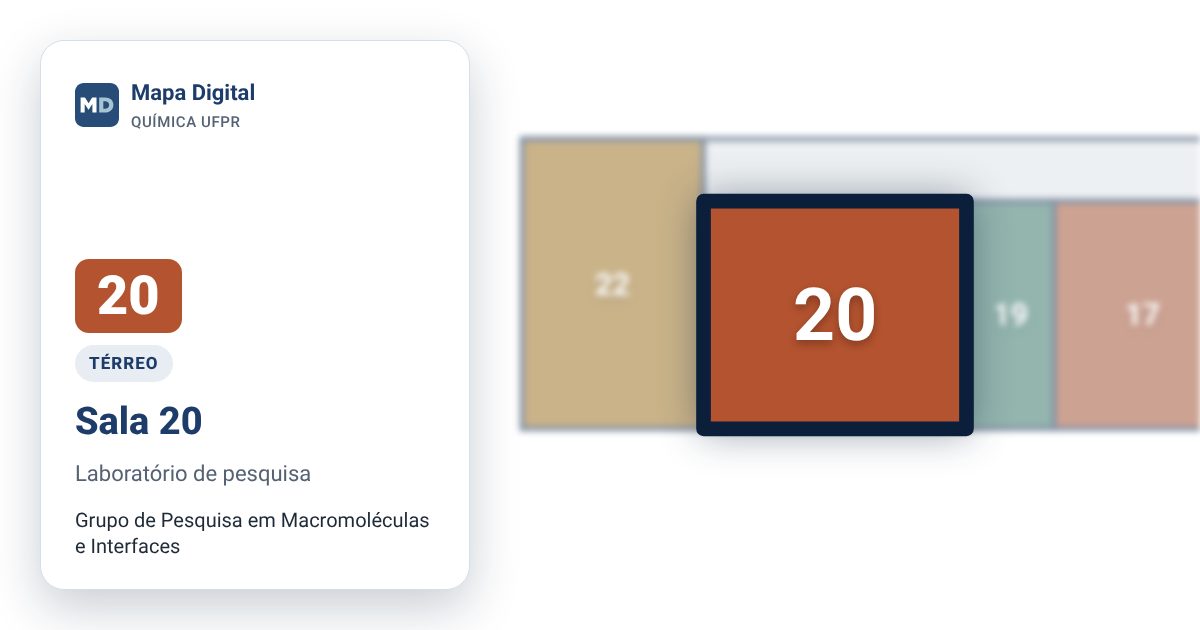 MD
Mapa Digital
QUÍMICA UFPR
20
TÉRREO
Sala 20
Laboratório de pesquisa
Grupo de Pesquisa em Macromoléculas
e Interfaces
22
20
19
17